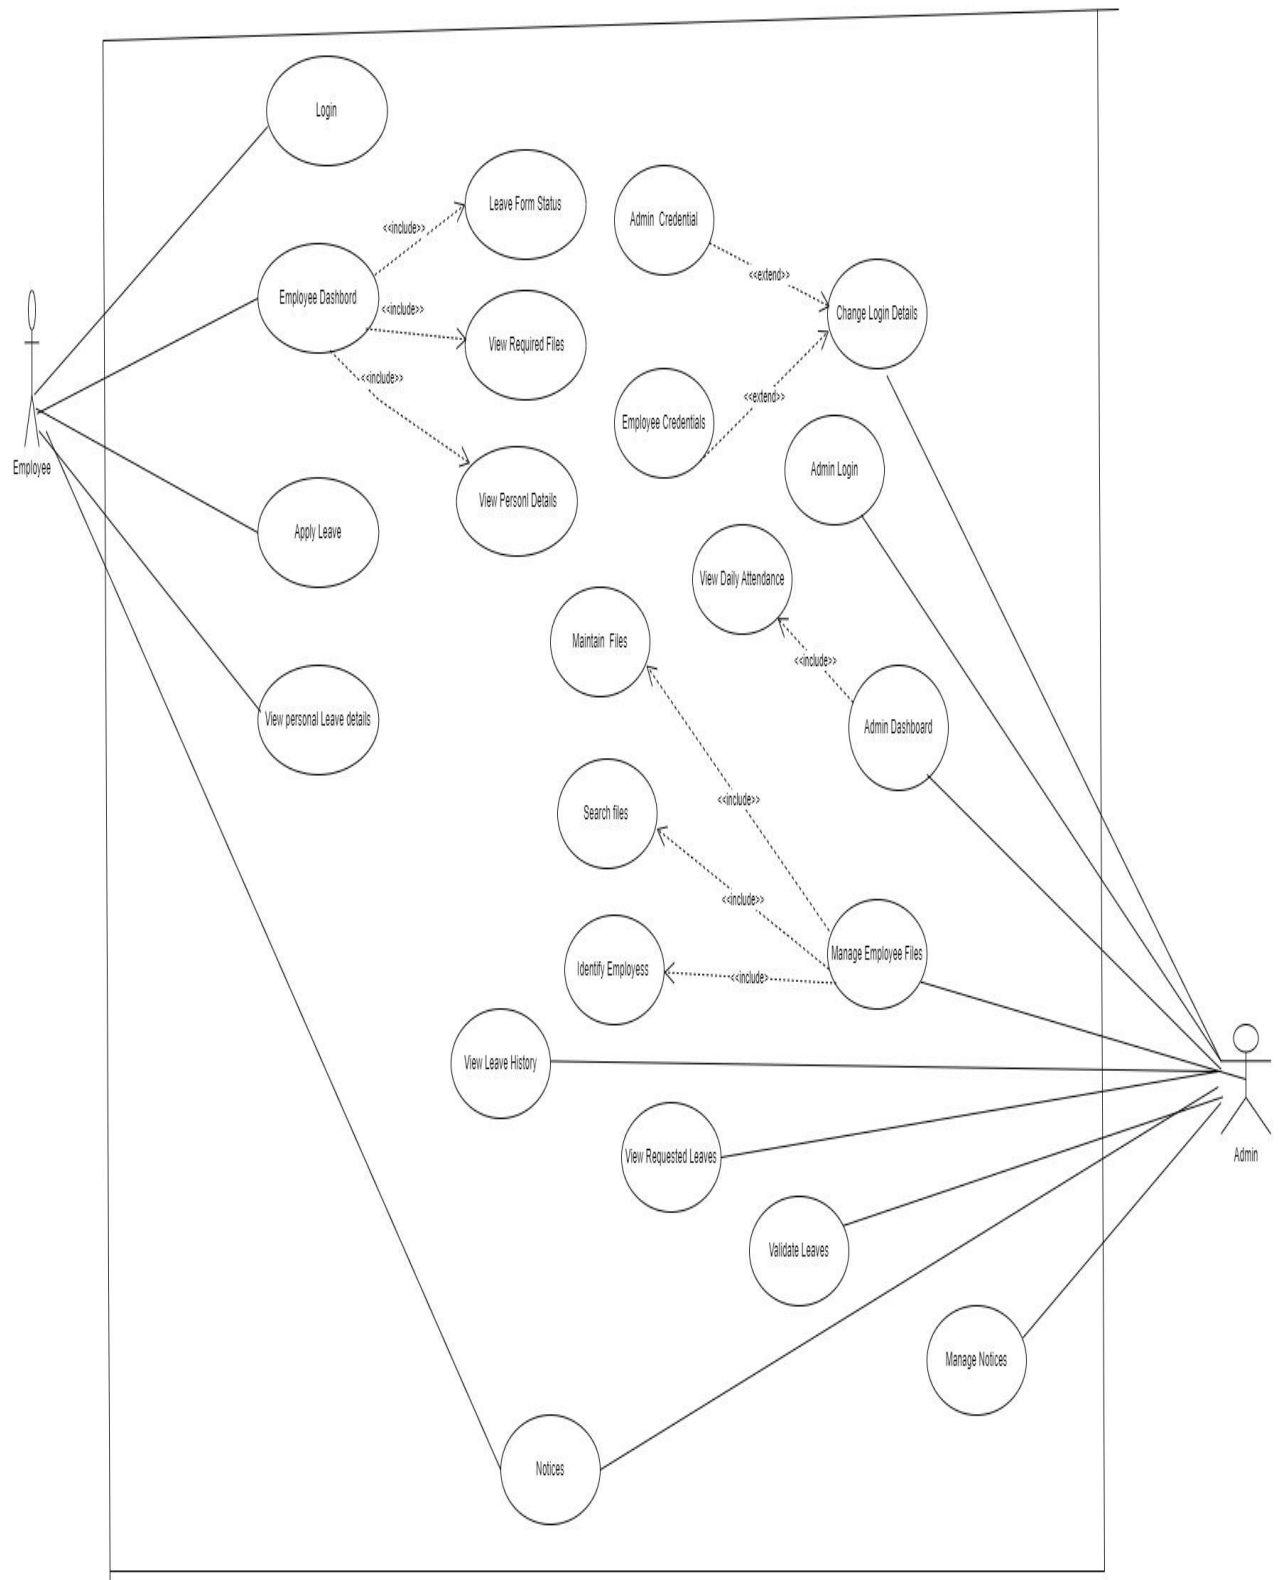 Login
Leave Form Status
Admin Credential
<<include>>
<<extend>>
Employee Dashbord
<<include>>
Change Login Details
View Required Files
<<include>>
<<extend>>
Employee Credentials
Employee
Admin Login
View Personl Details
Apply Leave
View Daily Attendance
Maintain Files
<<include>>
View personal Leave details
Admin Dashboard
<<include>>
Search files
<<include>>
Manage Employee Files
Identify Employess
<<include>
View Leave History
View Requested Leaves
Admin
Validate Leaves
Manage Notices
Notices